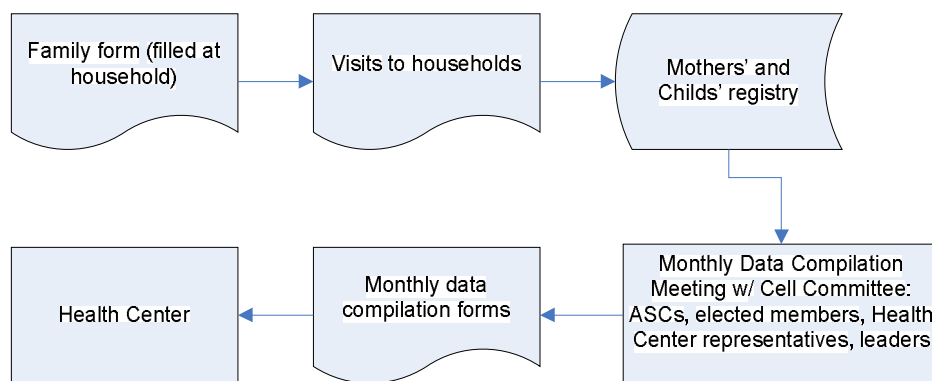 Family form (filled at
household)
Visits to households
Mothers' and
Childs' registry
Monthly Data Compilation
Meeting w/ Cell Committee:
ASCs, elected members, Health
Center representatives, leaders
Monthly data
compilation forms
Health Center